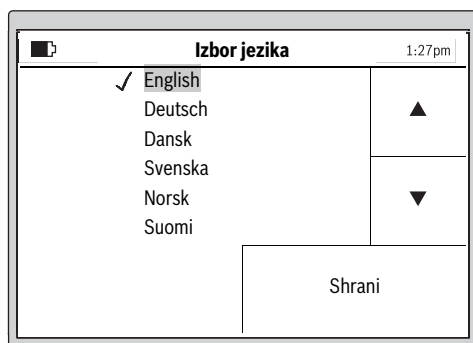 Izbor jezika 1:27pm
English
Deutsch
Dansk
Svenska
Norsk
Suomi
Shrani